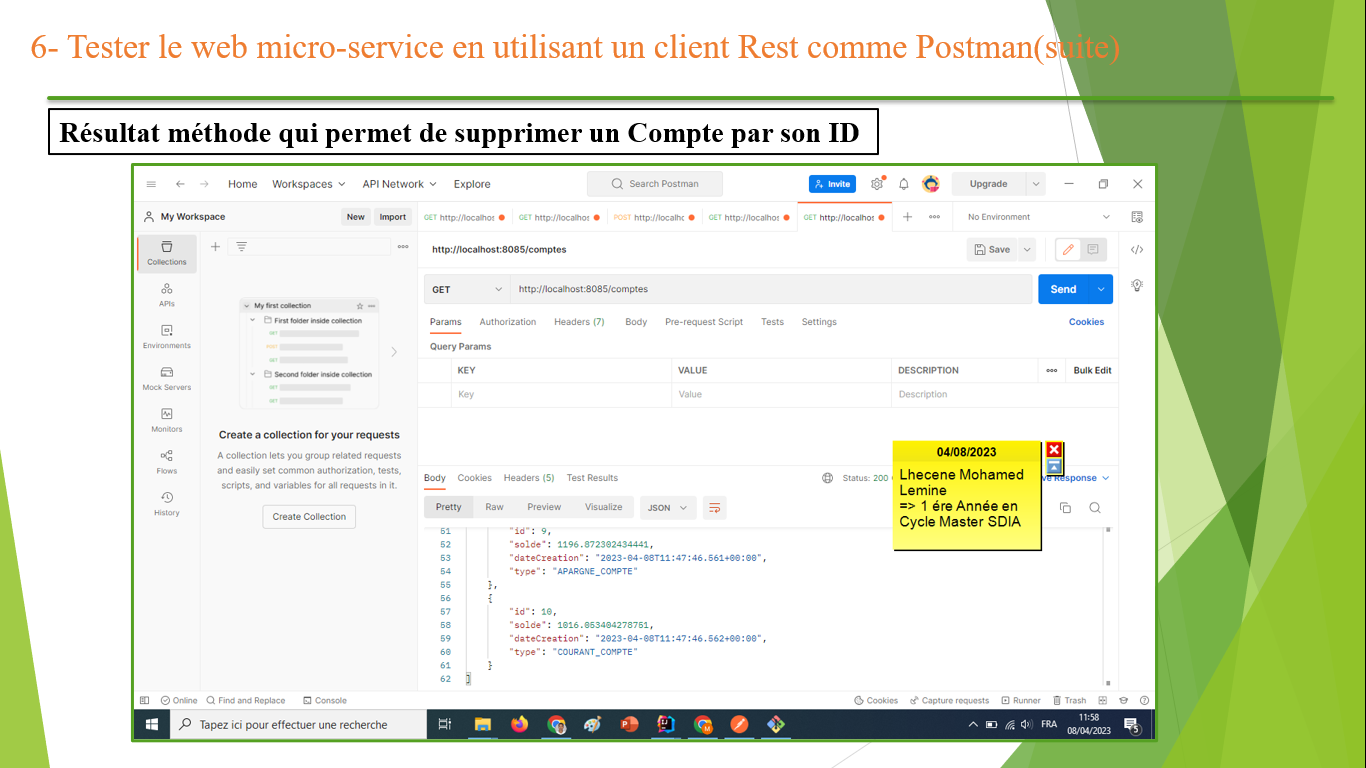 6- Tester le web micro-service en utilisant un client Rest comme Postman(suite)
Résultat méthode qui permet de supprimer un Compte par son ID
Home Workspaces API Network Explore
Search Postman
Invite
Upgrade
My Workspace
New Import
GET http://localhos
GET http://localhos
POST http://localhc
GET http://localhos
GET http://localhos
No Environment
Collections
APIs
Environments
Mock Servers
Monitors
Flows
History
My first collection
First folder inside collection
GET
POST
GET
Second folder inside collection
GET
GET
Create a collection for your requests
A collection lets you group related requests
and easily set common authorization, tests,
scripts, and variables for all requests in it.
Create Collection
http://localhost:8085/comptes
Save
</>
GET http://localhost:8085/comptes
Send
Params Authorization Headers (7) Body Pre-request Script Tests Settings
Cookies
Query Params
KEY VALUE DESCRIPTION
Bulk Edit
Key Value Description
04/08/2023
Lhecene Mohamed
Lemine
=> 1 ére Année en
Cycle Master SDIA
Body Cookies Headers (5) Test Results
Status: 200
ve Response
Pretty Raw Preview Visualize JSON
51 "id": 9,
52 "solde": 1196.872302434441,
53 "dateCreation": "2023-04-08T11:47:46.561+00:00",
54 "type": "APARGNE_COMPTE"
55 },
56 {
57 "id": 10,
58 "solde": 1016.053404278751,
59 "dateCreation": "2023-04-08T11:47:46.562+00:00",
60 "type": "COURANT_COMPTE"
61 }
62 ]
Online Find and Replace Console
Cookies Capture requests Runner Trash
Tapez ici pour effectuer une recherche
FRA
11:58
08/04/2023
5